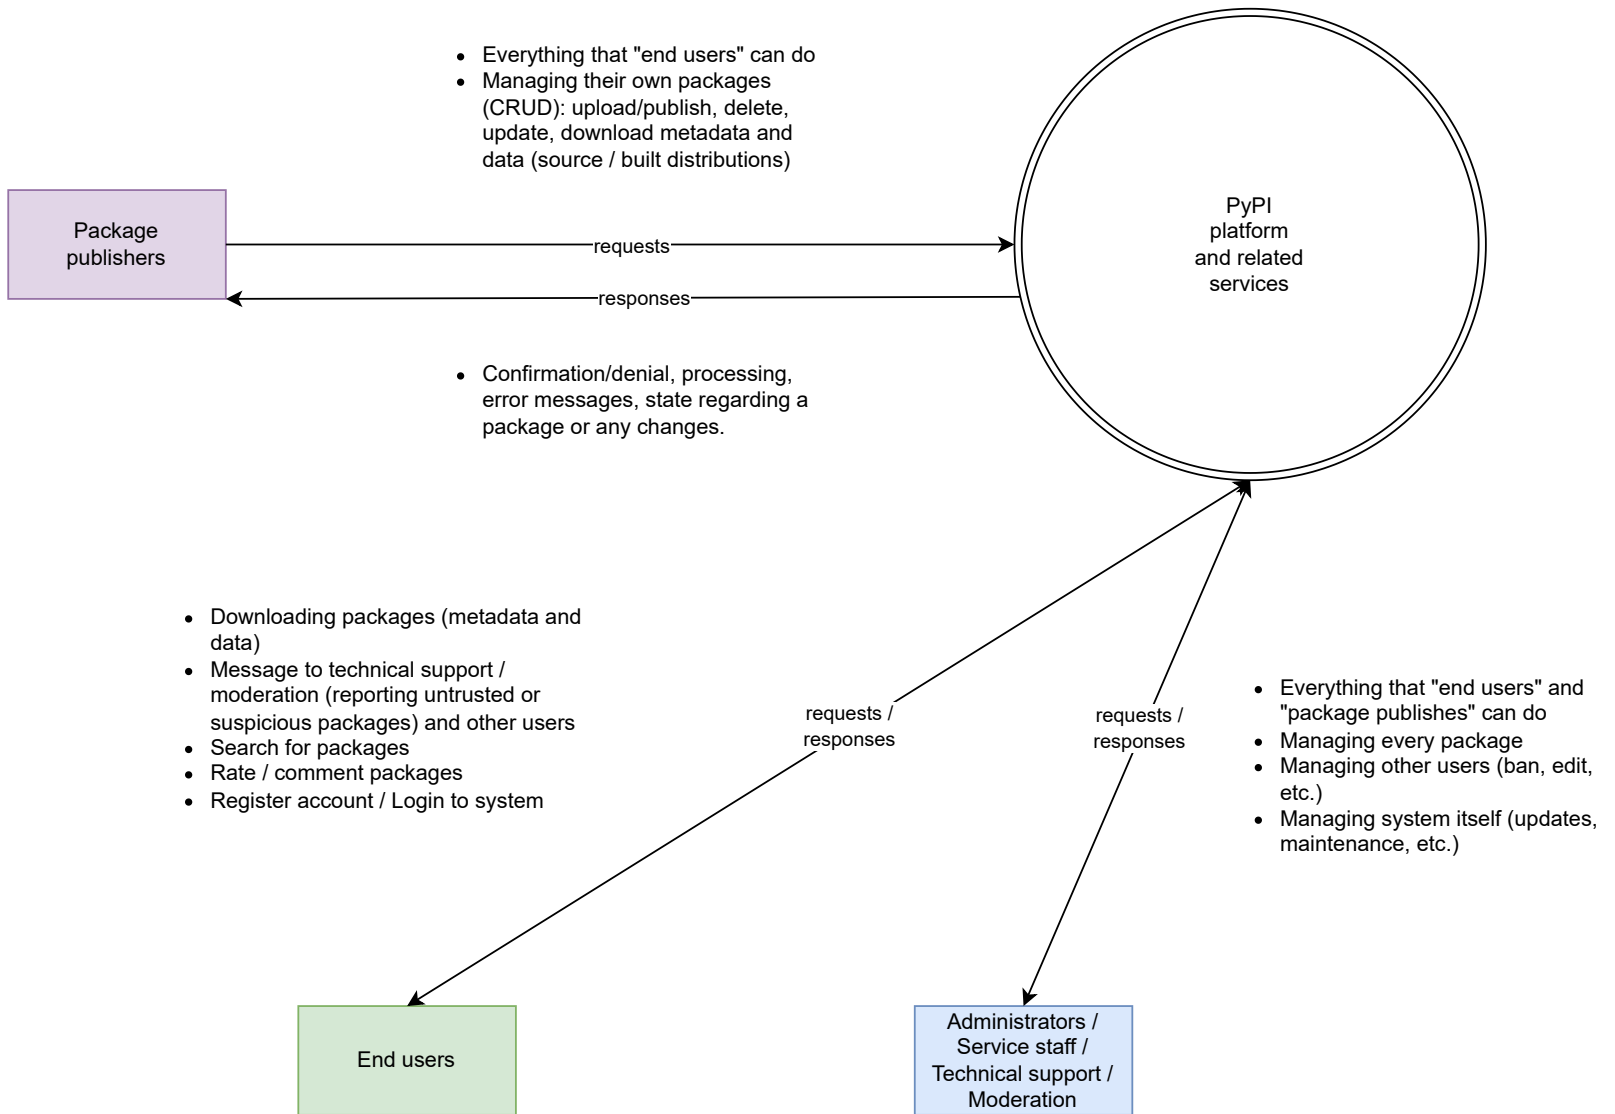 Everything that "end users" can do
Managing their own packages
(CRUD): upload/publish, delete,
update, download metadata and
data (source / built distributions)
PyPI
platform
and related
services
Package
publishers
requests
responses
Confirmation/denial, processing,
error messages, state regarding a
package or any changes.
Downloading packages (metadata and
data)
Message to technical support /
moderation (reporting untrusted or
suspicious packages) and other users
Search for packages
Rate / comment packages
Register account / Login to system
requests /
responses
requests /
responses
Everything that "end users" and
"package publishes" can do
Managing every package
Managing other users (ban, edit,
etc.)
Managing system itself (updates,
maintenance, etc.)
End users
Administrators /
Service staff /
Technical support /
Moderation